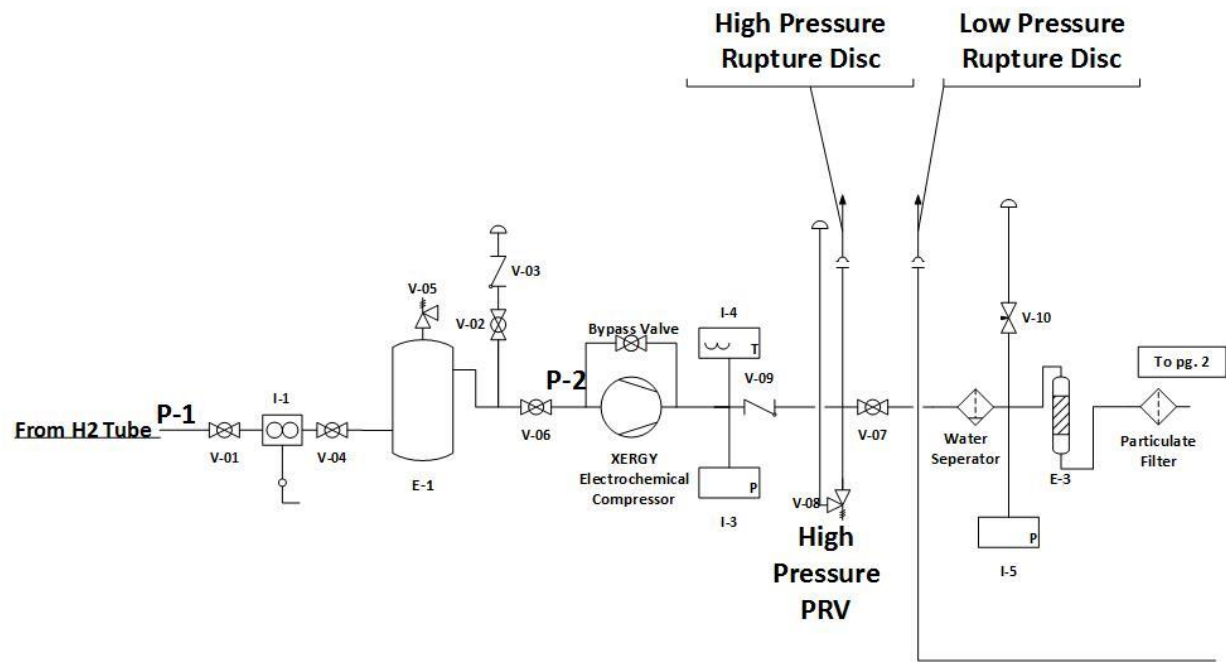 High Pressure
Rupture Disc
Low Pressure
Rupture Disc
V-03
V-05
V-02
Bypass Valve
I-4
T
V-10
To pg. 2
V-09
P-2
P-1
I-1
From H2 Tube
V-01
V-04
V-06
V-07
Water
Seperator
Particulate
Filter
E-1
XERGY
Electrochemical
Compressor
E-3
P
I-3
V-08
High
Pressure
PRV
P
I-5